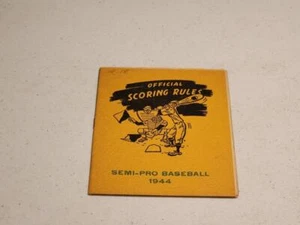 OFFICIAL
SCORING RULES
SEMI-PRO BASEBALL
1944